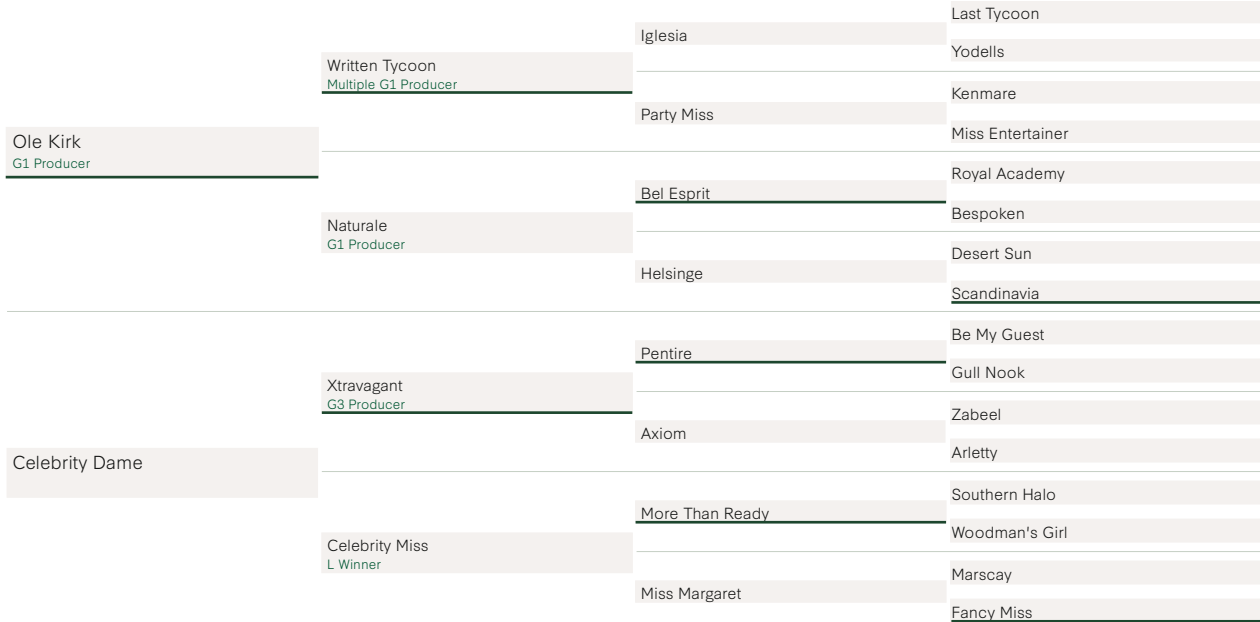 Ole Kirk
G1 Producer
Celebrity Dame
Written Tycoon
Multiple G1 Producer
Naturale
G1 Producer
Xtravagant
G3 Producer
Celebrity Miss
L Winner
Iglesia
Party Miss
Bel Esprit
Helsinge
Pentire
Axiom
More Than Ready
Miss Margaret
Last Tycoon
Yodells
Kenmare
Miss Entertainer
Royal Academy
Bespoken
Desert Sun
Scandinavia
Be My Guest
Gull Nook
Zabeel
Arletty
Southern Halo
Woodman's Girl
Marscay
Fancy Miss